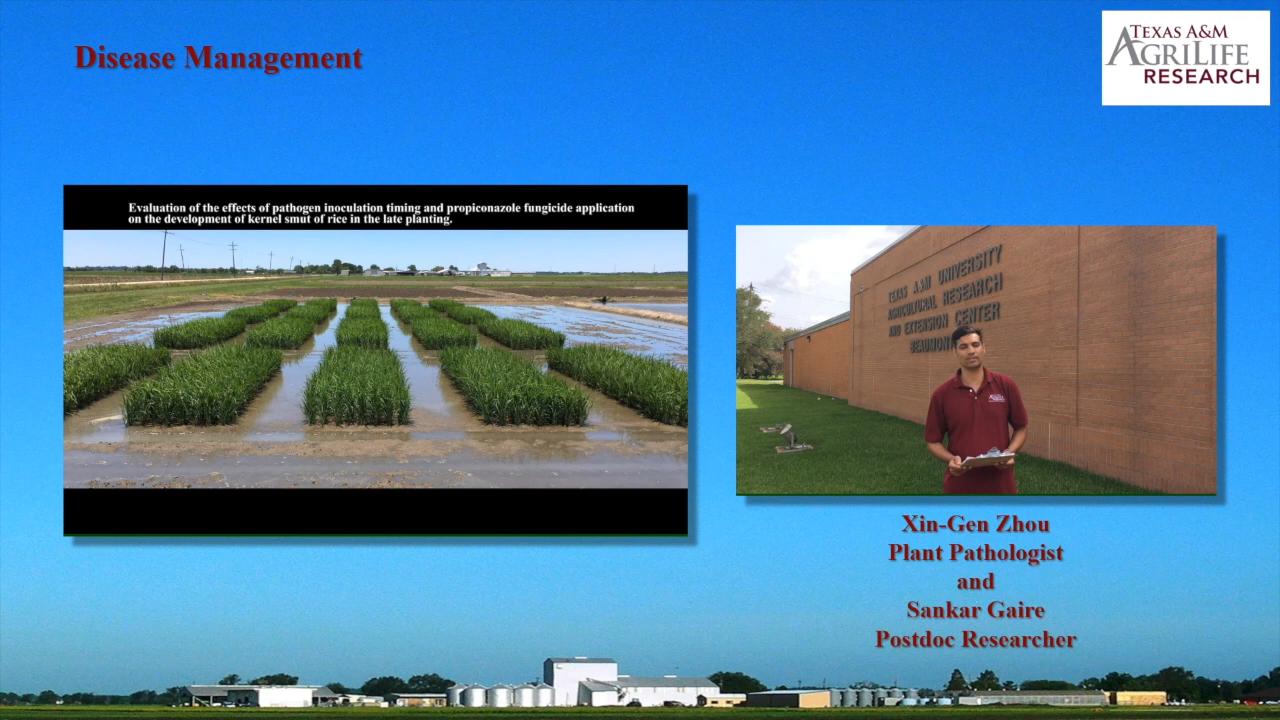 Disease Management
TEXAS A&M
AGRILIFE
RESEARCH
Evaluation of the effects of pathogen inoculation timing and propiconazole fungicide application
on the development of kernel smut of rice in the late planting.
TEXAS A&M UNIVERSITY
AGRICULTURAL RESEARCH
AND EXTENSION CENTER
BEAUMONT
Xin-Gen Zhou
Plant Pathologist
and
Sankar Gaire
Postdoc Researcher